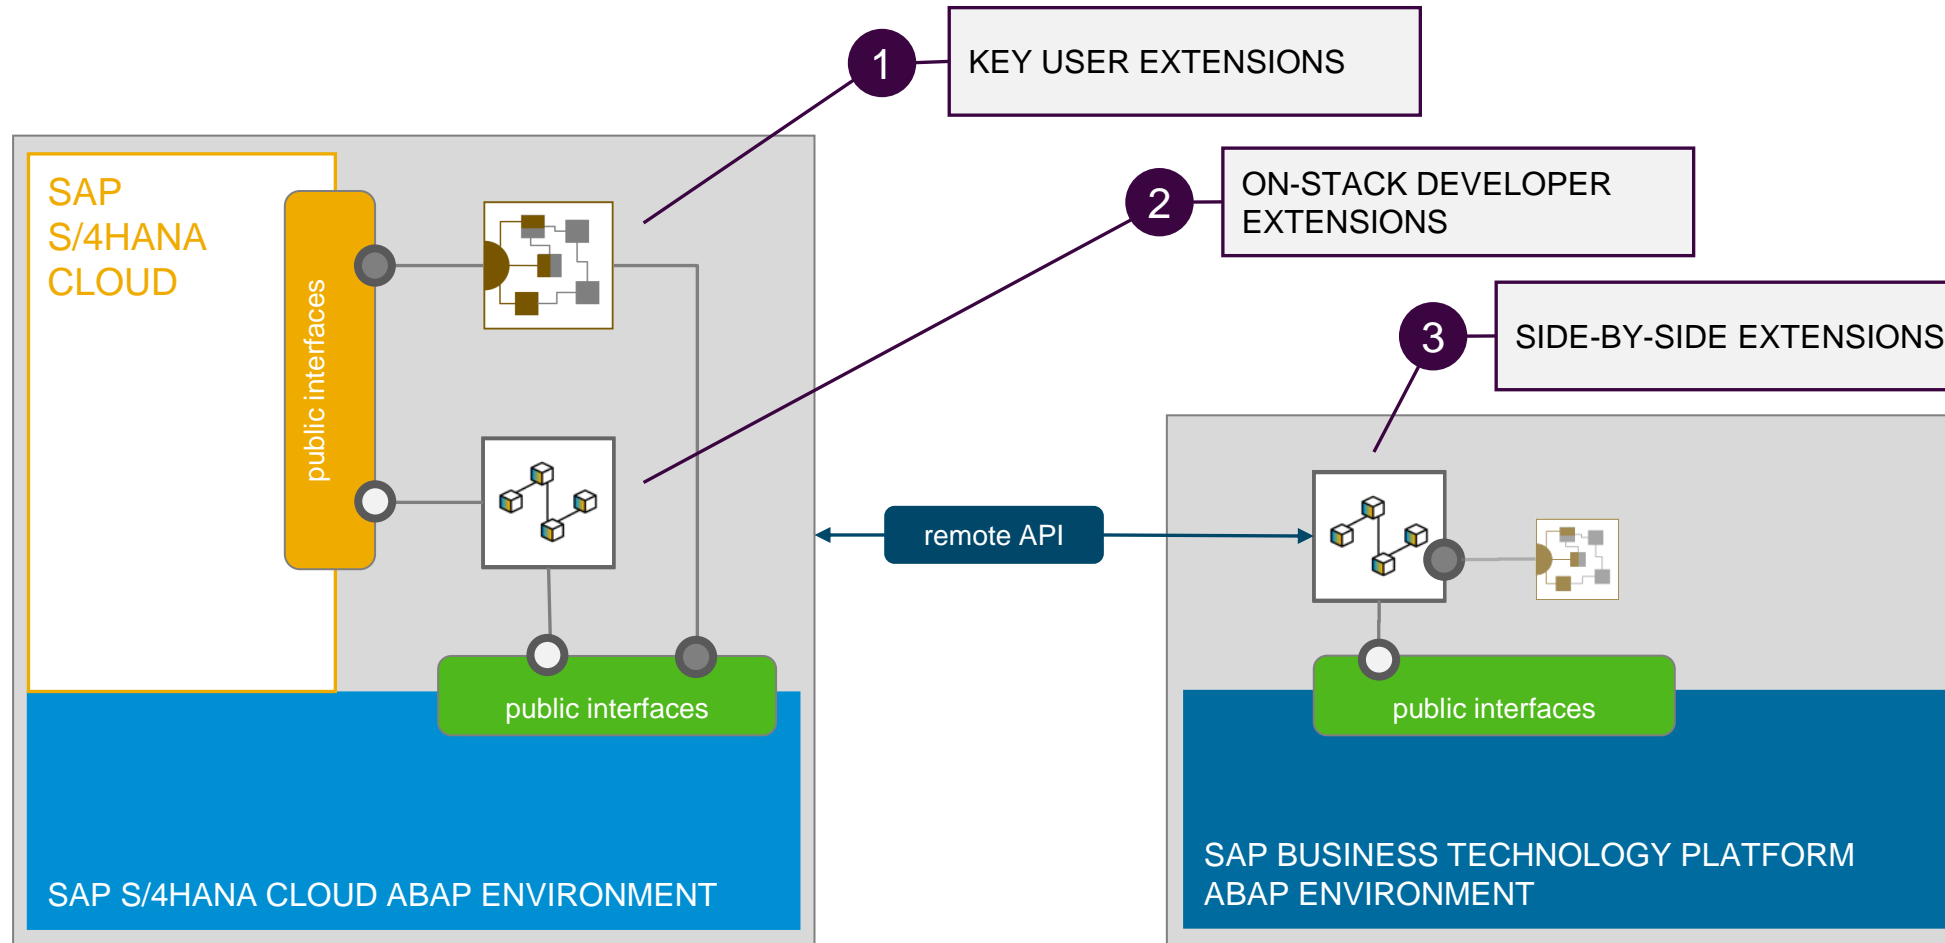 1
KEY USER EXTENSIONS
2
ON-STACK DEVELOPER
EXTENSIONS
3
SIDE-BY-SIDE EXTENSIONS
SAP
S/4HANA
CLOUD
public interfaces
remote API
public interfaces
public interfaces
SAP S/4HANA CLOUD ABAP ENVIRONMENT
SAP BUSINESS TECHNOLOGY PLATFORM
ABAP ENVIRONMENT